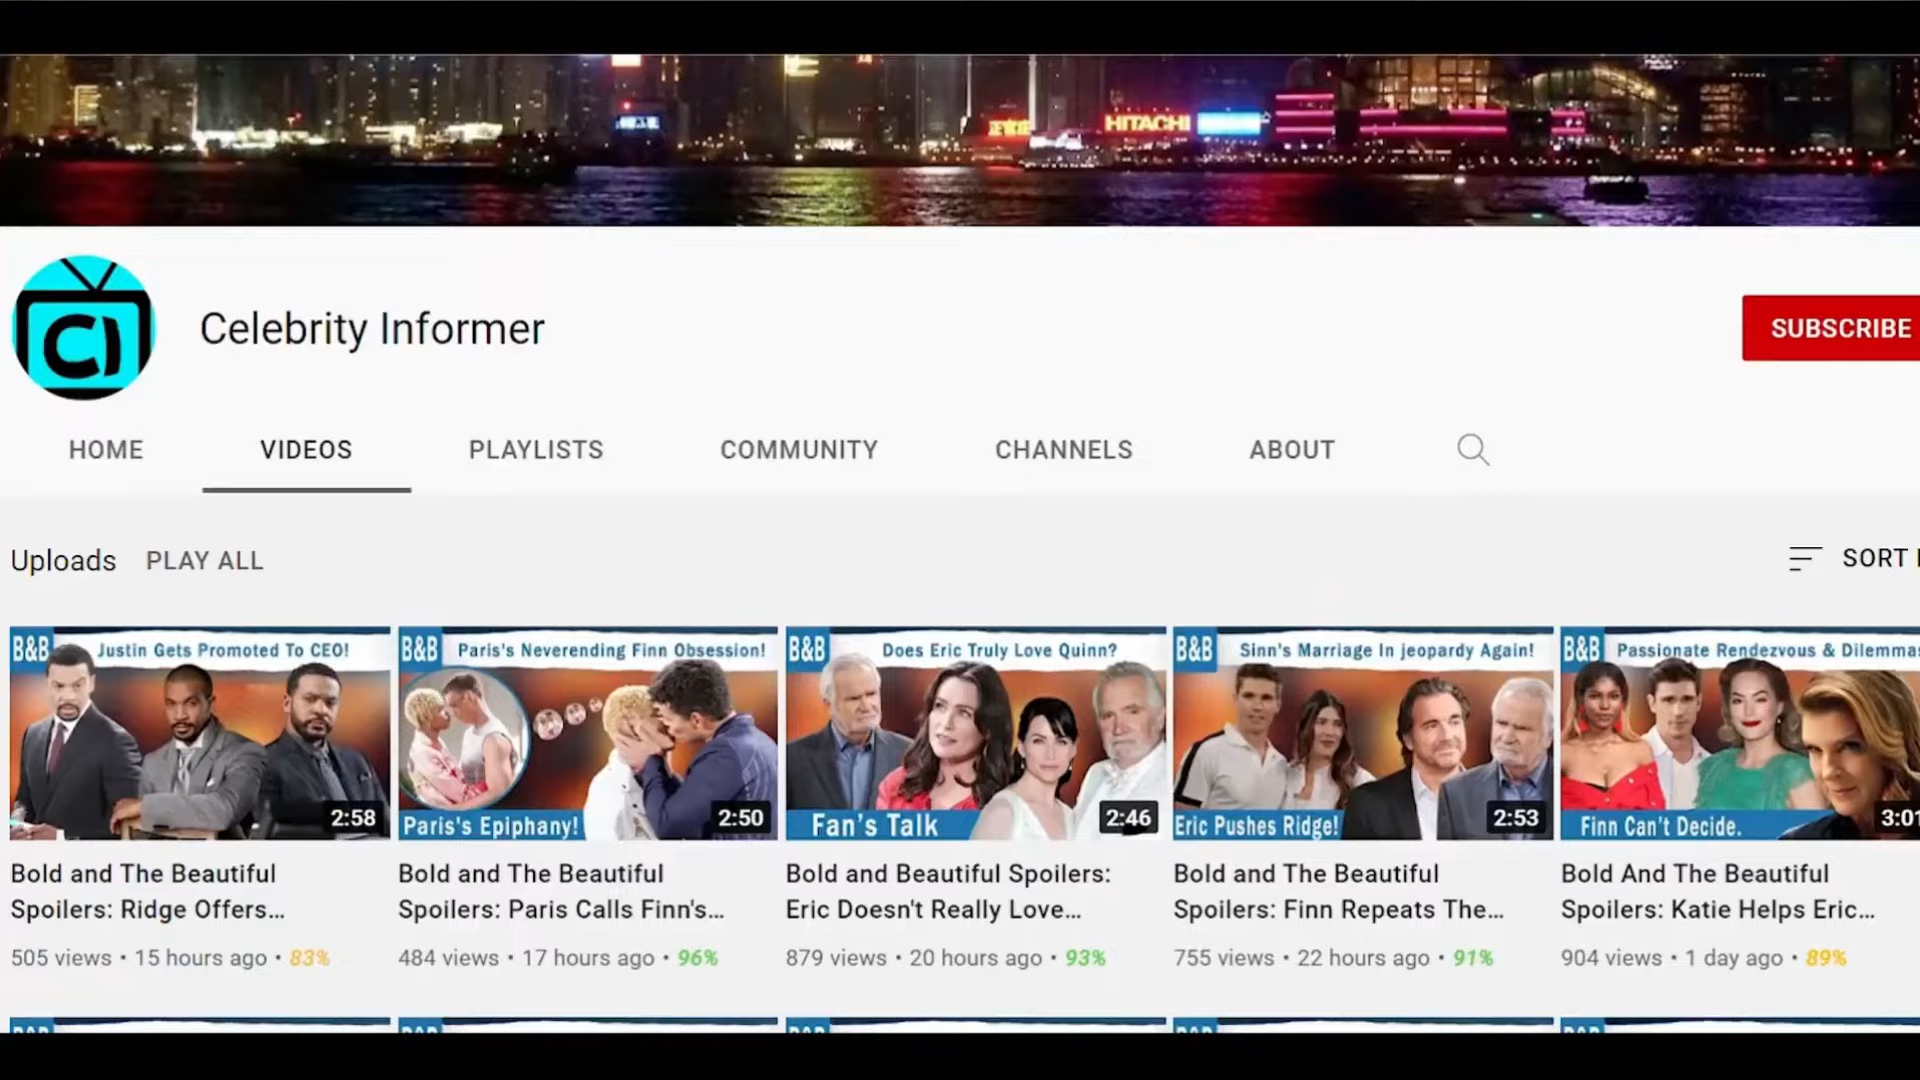 正官庄
HITACHI
CI
Celebrity Informer
SUBSCRIBE
HOME
VIDEOS
PLAYLISTS
COMMUNITY
CHANNELS
ABOUT
Uploads
PLAY ALL
SORT
B&B
Justin Gets Promoted To CEO!
2:58
B&B
Paris's Neverending Finn Obsession!
Paris's Epiphany!
2:50
B&B
Does Eric Truly Love Quinn?
Fan's Talk
2:46
B&B
Sinn's Marriage In jeopardy Again!
Eric Pushes Ridge!
2:53
B&B
Passionate Rendezvous & Dilemmas
Finn Can't Decide.
3:01
Bold and The Beautiful
Spoilers: Ridge Offers...
505 views • 15 hours ago • 83%
Bold and The Beautiful
Spoilers: Paris Calls Finn's...
484 views • 17 hours ago • 96%
Bold and Beautiful Spoilers:
Eric Doesn't Really Love...
879 views • 20 hours ago • 93%
Bold and The Beautiful
Spoilers: Finn Repeats The...
755 views • 22 hours ago • 91%
Bold And The Beautiful
Spoilers: Katie Helps Eric...
904 views • 1 day ago • 89%
B&B
B&B
B&B
B&B
B&B